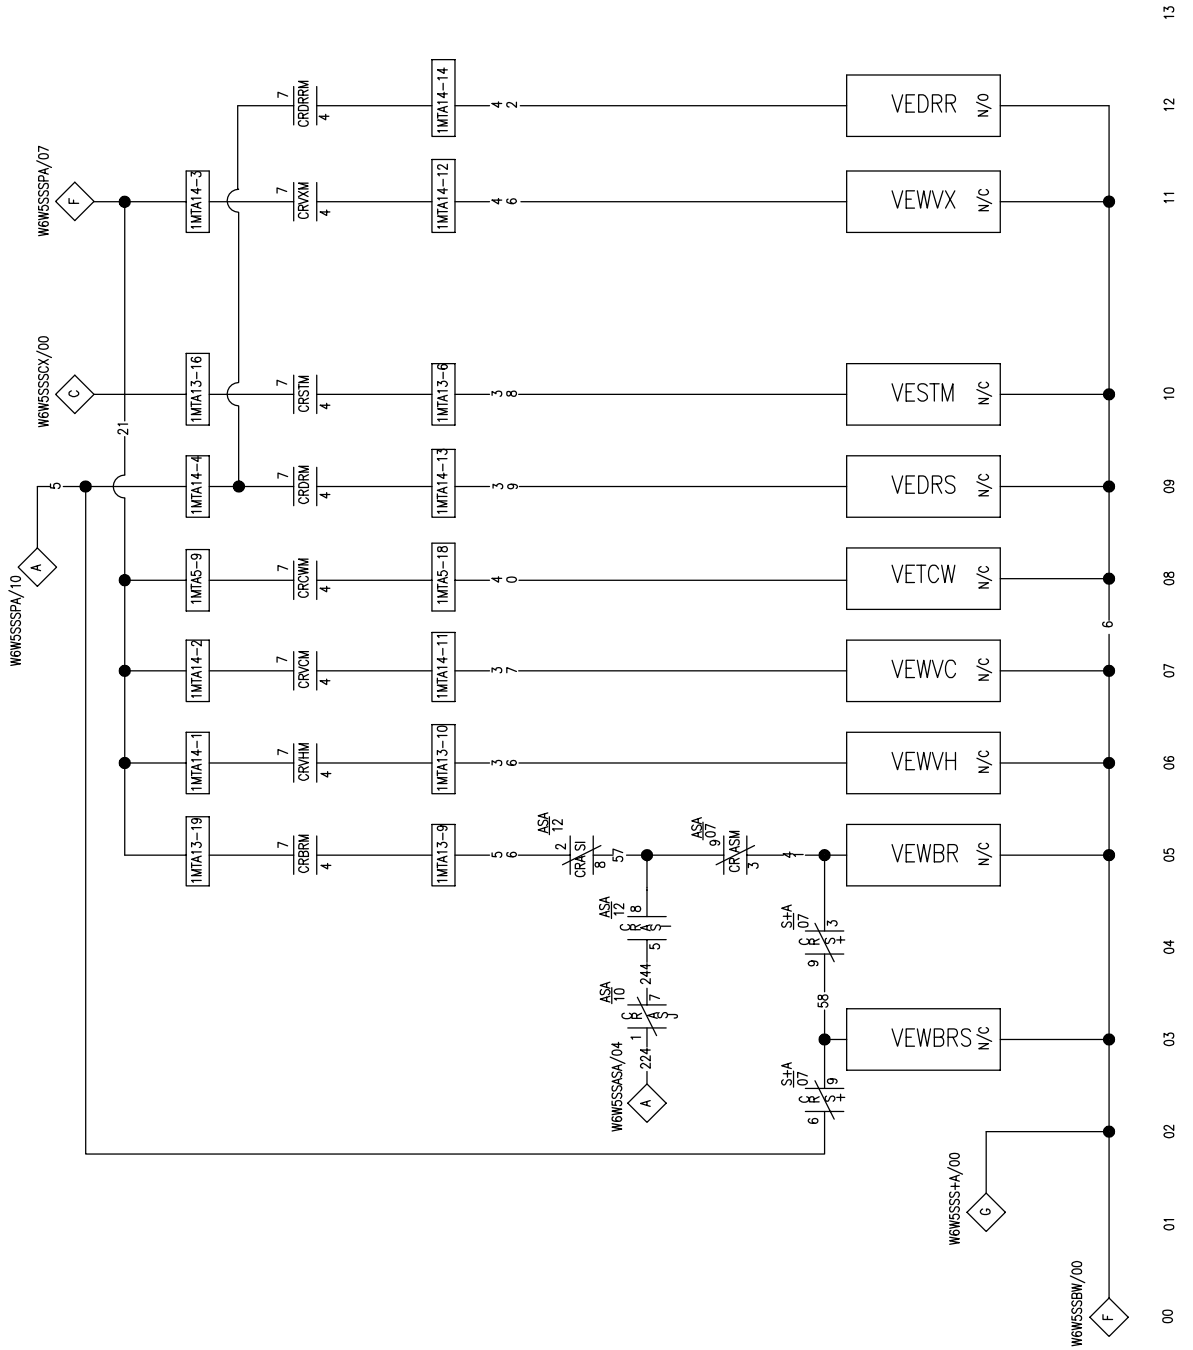 13
12
11
10
09
08
07
06
05
04
03
02
01
00
W6W5SSSPA/07
F
W6W5SSSCX/00
C
W6W5SSSPA/10
A
5
21
7
CRDRRM
4
1MTA14-14
42
VEDRR
N/O
1MTA14-3
7
CRVXM
4
1MTA14-12
46
VEWVX
N/C
1MTA13-16
7
CRSTM
4
1MTA13-6
38
VESTM
N/C
1MTA14-4
7
CRDRM
4
1MTA14-13
39
VEDRS
N/C
1MTA5-9
7
CRCWM
4
1MTA5-18
40
VETCW
N/C
6
1MTA14-2
7
CRVCM
4
1MTA14-11
37
VEWVC
N/C
1MTA14-1
7
CRVHM
4
1MTA13-10
36
VEWVH
N/C
1MTA13-19
7
CRBRM
4
1MTA13-9
56
ASA
12
2
CRASI
8
57
ASA
07
9
CRASM
3
41
VEWBR
N/C
ASA
12
8
CRASI
5
244
ASA
10
7
CRASJ
1
224
W6W5SSASA/04
A
S+A
07
3
CRS+
9
58
VEWBRS
N/C
S+A
07
9
CRS+
6
W6W5SSS+A/00
G
W6W5SSBW/00
F